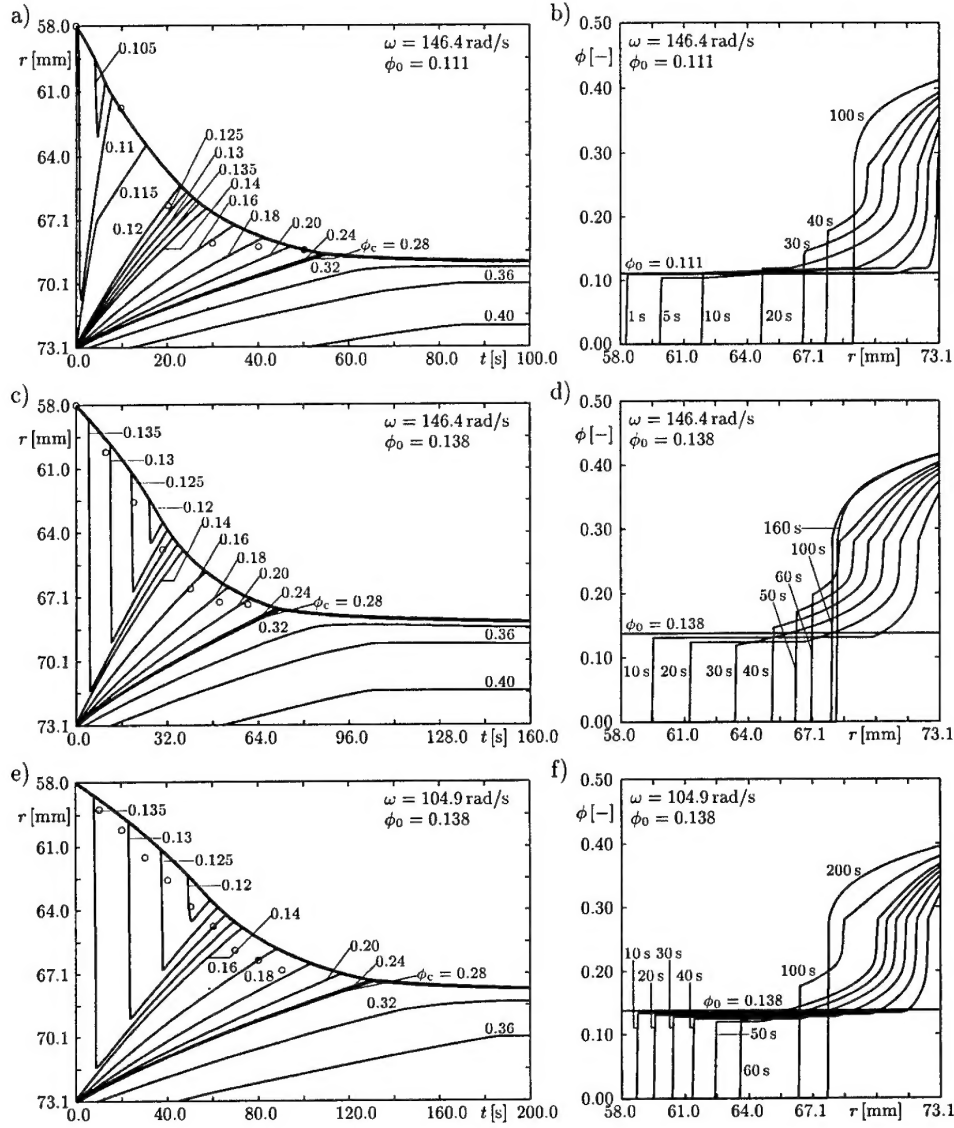 a)
ω = 146.4 rad/s
ϕ0 = 0.111
58.0
r [mm]
61.0
64.0
67.1
70.1
73.1
0.105
0.11
0.115
0.12
0.125
0.13
0.135
0.14
0.16
0.18
0.20
0.24
ϕc = 0.28
0.32
0.36
0.40
0.0 20.0 40.0 60.0 80.0 t [s] 100.0
b)
ω = 146.4 rad/s
ϕ0 = 0.111
0.50
ϕ [−]
0.40
0.30
0.20
0.10
0.00
100 s
40 s
30 s
ϕ0 = 0.111
1 s 5 s 10 s 20 s
58.0 61.0 64.0 67.1 r [mm] 73.1
c)
ω = 146.4 rad/s
ϕ0 = 0.138
58.0
r [mm]
61.0
64.0
67.1
70.1
73.1
0.135
0.13
0.125
0.12
0.14
0.16
0.18
0.20
0.24
ϕc = 0.28
0.32
0.36
0.40
0.0 32.0 64.0 96.0 128.0 t [s] 160.0
d)
ω = 146.4 rad/s
ϕ0 = 0.138
0.50
ϕ [−]
0.40
0.30
0.20
0.10
0.00
160 s
100 s
60 s
50 s
ϕ0 = 0.138
10 s 20 s 30 s 40 s
58.0 61.0 64.0 67.1 r [mm] 73.1
e)
ω = 104.9 rad/s
ϕ0 = 0.138
58.0
r [mm]
61.0
64.0
67.1
70.1
73.1
0.135
0.13
0.125
0.12
0.14
0.16
0.18
0.20
0.24
ϕc = 0.28
0.32
0.36
0.0 40.0 80.0 120.0 160.0 t [s] 200.0
f)
ω = 104.9 rad/s
ϕ0 = 0.138
0.50
ϕ [−]
0.40
0.30
0.20
0.10
0.00
200 s
10 s 30 s
20 s 40 s
100 s
ϕ0 = 0.138
50 s
60 s
58.0 61.0 64.0 67.1 r [mm] 73.1